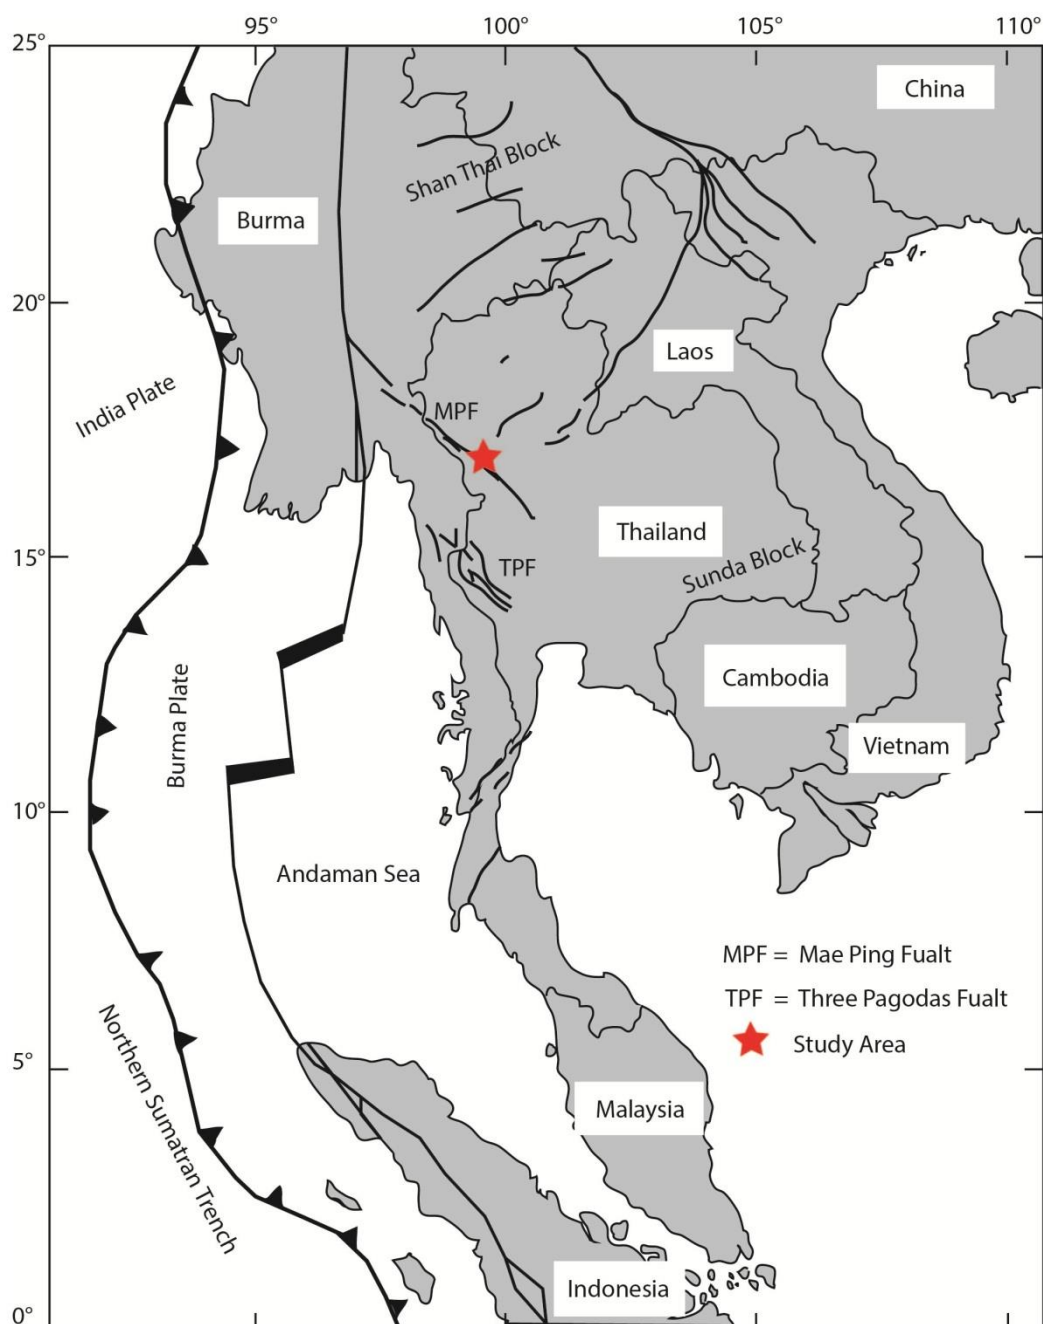 95°
100°
105°
110°
25°
China
Shan Thai Block
Burma
20°
Laos
India Plate
MPF
Thailand
15°
TPF
Sunda Block
Burma Plate
Cambodia
Vietnam
10°
Andaman Sea
MPF = Mae Ping Fualt
TPF = Three Pagodas Fualt
Study Area
Northern Sumatran Trench
5°
Malaysia
Indonesia
0°